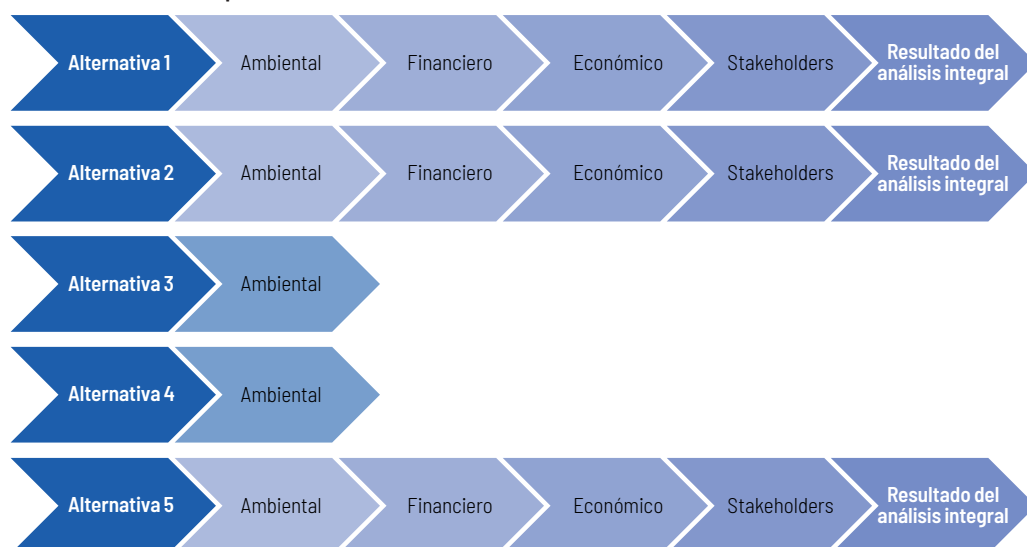 Alternativa 1 Ambiental Financiero Económico Stakeholders Resultado del
análisis integral
Alternativa 2 Ambiental Financiero Económico Stakeholders Resultado del
análisis integral
Alternativa 3 Ambiental
Alternativa 4 Ambiental
Alternativa 5 Ambiental Financiero Económico Stakeholders Resultado del
análisis integral